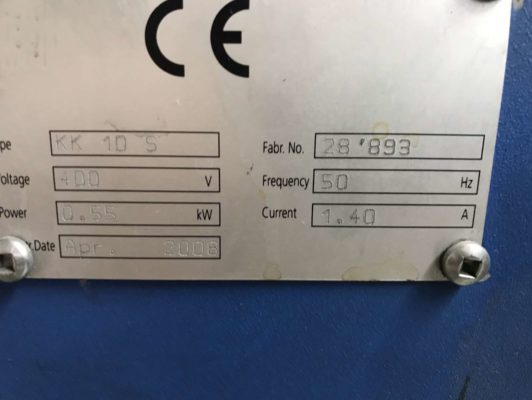 CE
pe KK 10 S Fabr. No. 28'893
oltage 400 V Frequency 50 Hz
Power 0.55 kW Current 1.40 A
r.Date Apr. 2008